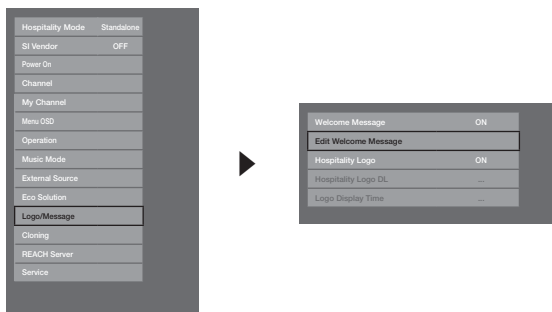 Hospitality Mode Standalone
SI Vendor OFF
Power On
Channel
My Channel
Menu OSD
Operation
Music Mode
External Source
Eco Solution
Logo/Message
Cloning
REACH Server
Service
Welcome Message ON
Edit Welcome Message
Hospitality Logo ON
Hospitality Logo DL ...
Logo Display Time ...